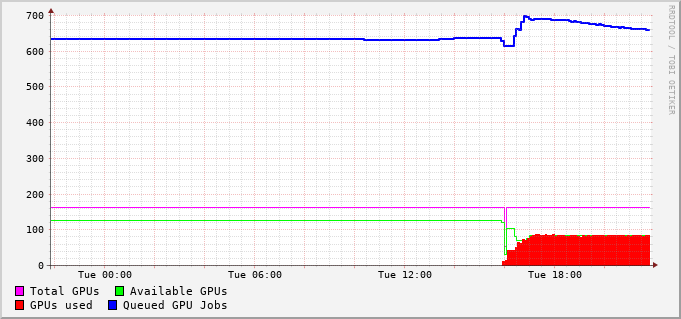 700
600
500
400
300
200
100
0
Tue 00:00 Tue 06:00 Tue 12:00 Tue 18:00
Total GPUs Available GPUs
GPUs used Queued GPU Jobs
RRDTOOL / TOBI OETIKER